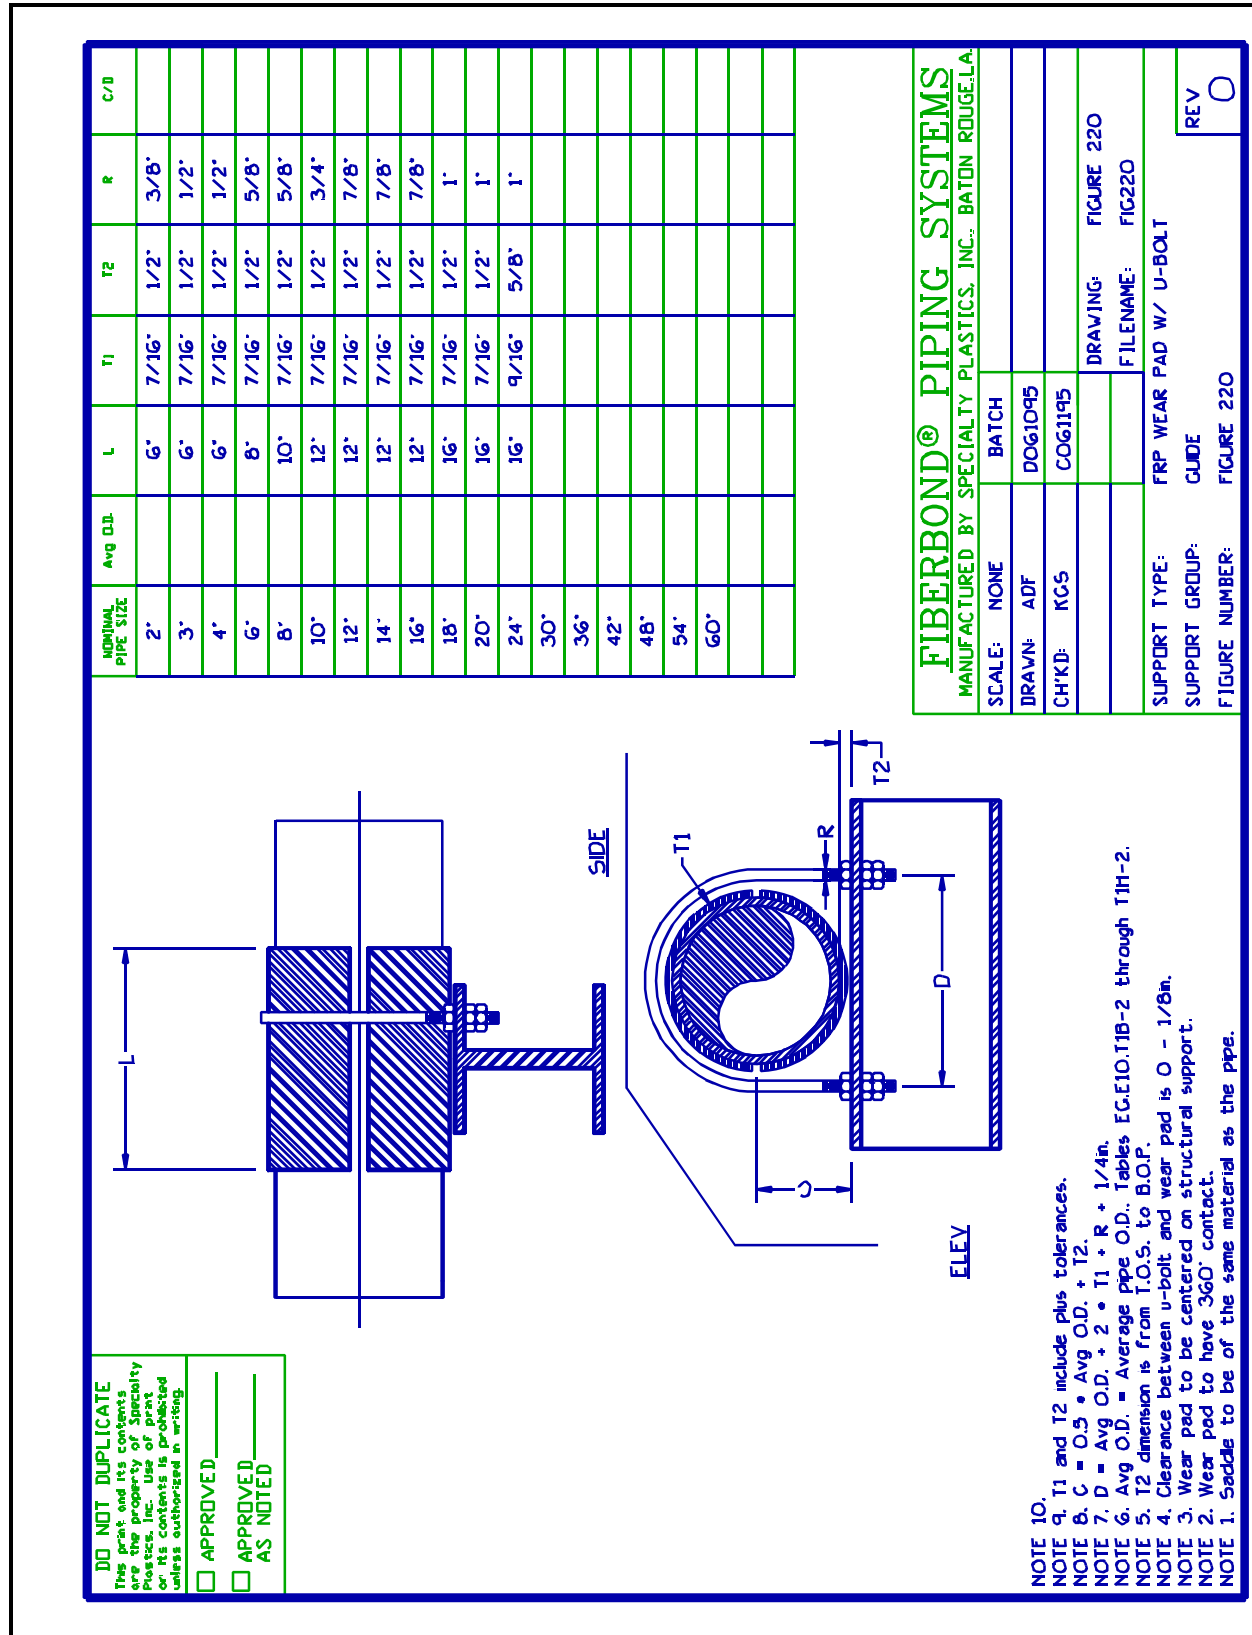 DO NOT DUPLICATE
This print and its contents
are the property of Specialty
Plastics, Inc. Use of print
or its contents is prohibited
unless authorized in writing.
APPROVED
APPROVED
AS NOTED
L
SIDE
ELEV
T1
R
T2
D
C
NOMINAL PIPE SIZE Avg O.D. L T1 T2 R C/D
2" 6" 7/16" 1/2" 3/8"
3" 6" 7/16" 1/2" 1/2"
4" 6" 7/16" 1/2" 1/2"
6" 8" 7/16" 1/2" 5/8"
8" 10" 7/16" 1/2" 5/8"
10" 12" 7/16" 1/2" 3/4"
12" 12" 7/16" 1/2" 7/8"
14" 12" 7/16" 1/2" 7/8"
16" 12" 7/16" 1/2" 7/8"
18" 16" 7/16" 1/2" 1"
20" 16" 7/16" 1/2" 1"
24" 16" 9/16" 5/8" 1"
30"
36"
42"
48"
54"
60"
NOTE 10.
NOTE 9. T1 and T2 include plus tolerances.
NOTE 8. C = 0.5 * Avg O.D. + T2.
NOTE 7. D = Avg O.D. + 2 * T1 + R + 1/4in.
NOTE 6. Avg O.D. = Average pipe O.D.. Tables EG.E10.T1B-2 through T1H-2.
NOTE 5. T2 dimension is from T.O.S. to B.O.P.
NOTE 4. Clearance between u-bolt and wear pad is 0 - 1/8in.
NOTE 3. Wear pad to be centered on structural support.
NOTE 2. Wear pad to have 360° contact.
NOTE 1. Saddle to be of the same material as the pipe.
FIBERBOND® PIPING SYSTEMS
MANUFACTURED BY SPECIALTY PLASTICS, INC., BATON ROUGE,LA.
SCALE: NONE BATCH
DRAWN: ADF D061095
CH'KD: KGS C061195
DRAWING: FIGURE 220
FILENAME: FIG220
SUPPORT TYPE: FRP WEAR PAD W/ U-BOLT
SUPPORT GROUP: GUIDE
FIGURE NUMBER: FIGURE 220
REV
0